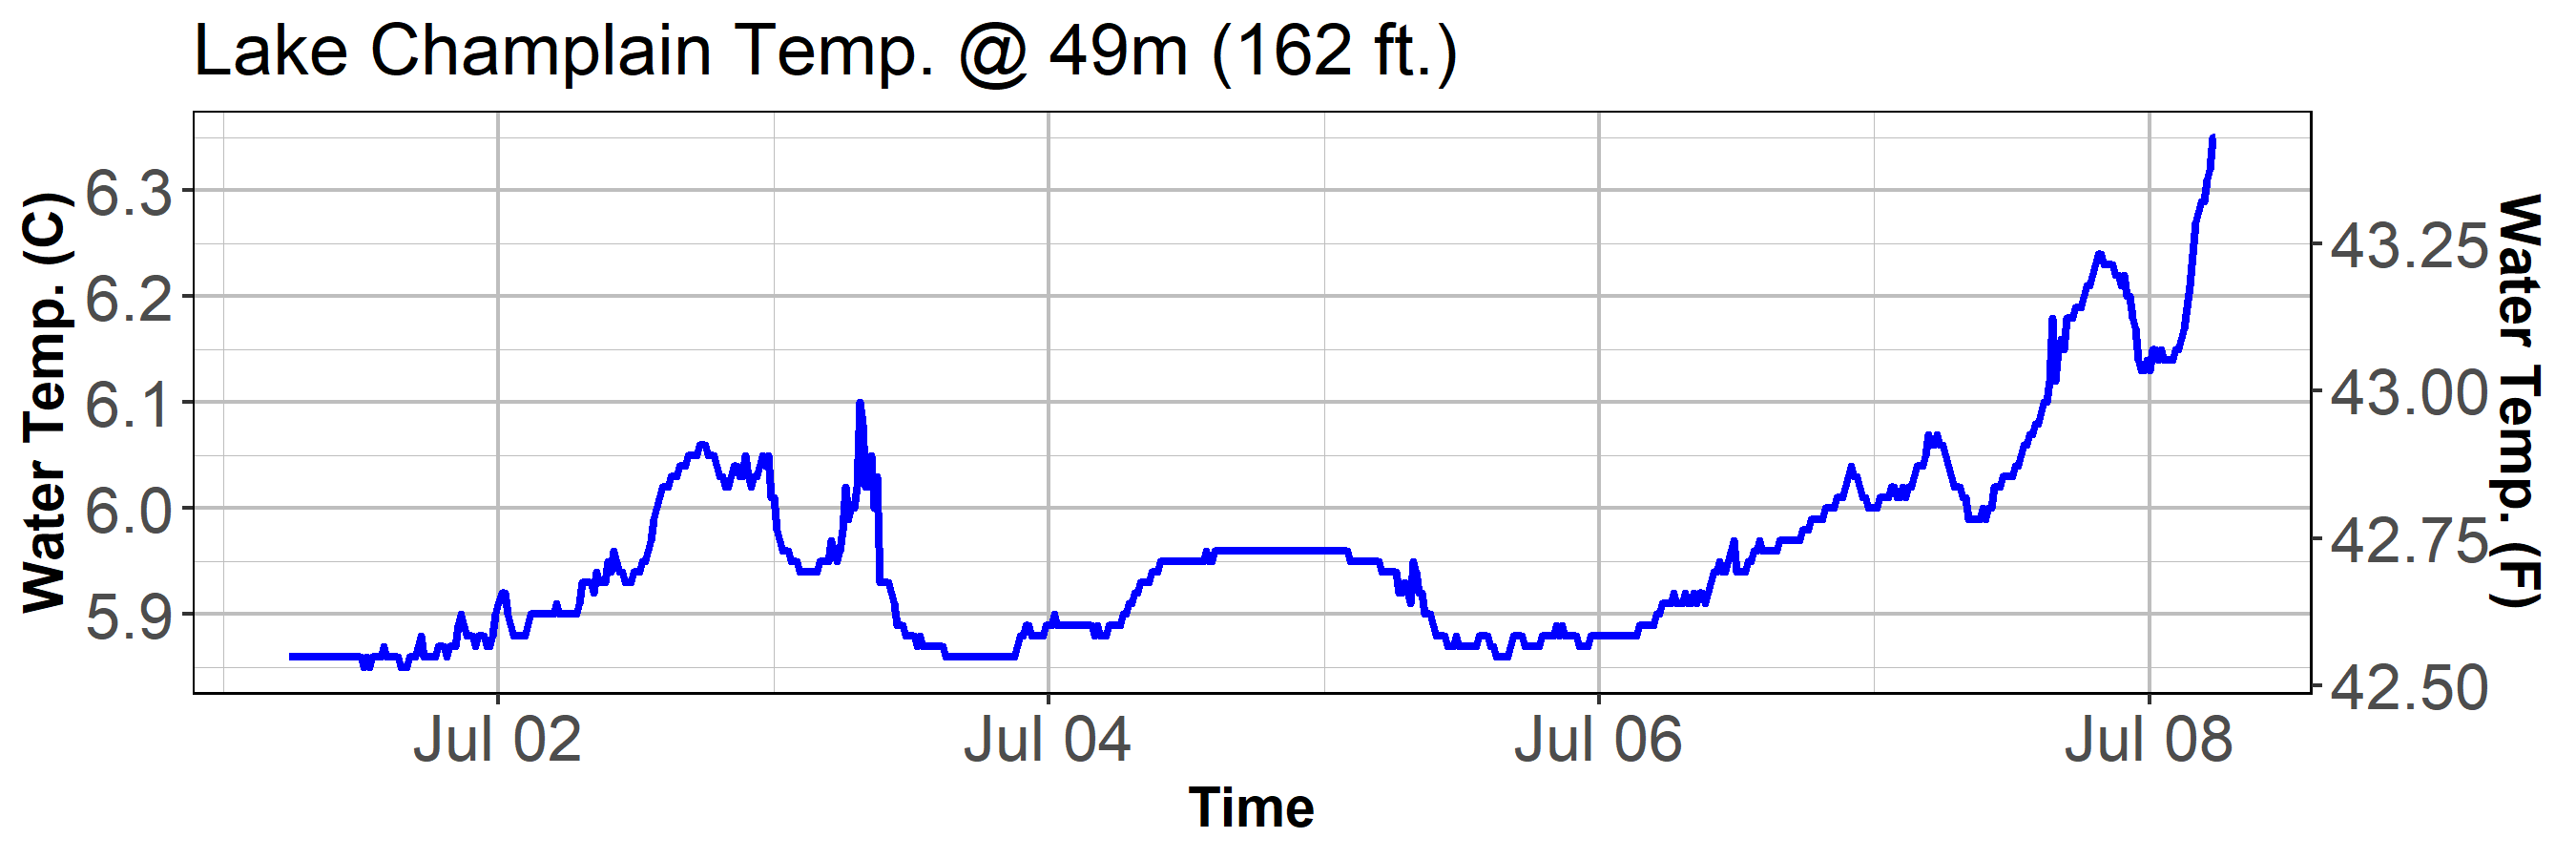 Lake Champlain Temp. @ 49m (162 ft.)
Water Temp. (C)
6.3
6.2
6.1
6.0
5.9
43.25
43.00
42.75
42.50
Water Temp. (F)
Jul 02
Jul 04
Jul 06
Jul 08
Time